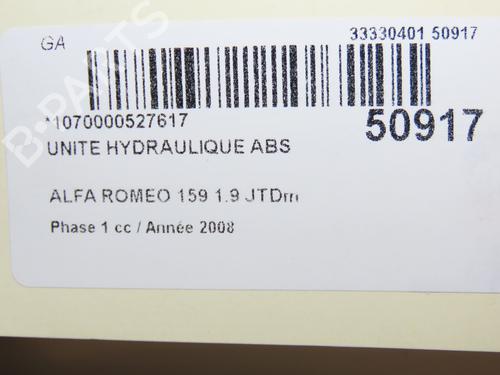 GA
33330401 50917
*1070000527617
50917
UNITE HYDRAULIQUE ABS
ALFA ROMEO 159 1.9 JTDm
Phase 1 cc / Année 2008
B-PARTS